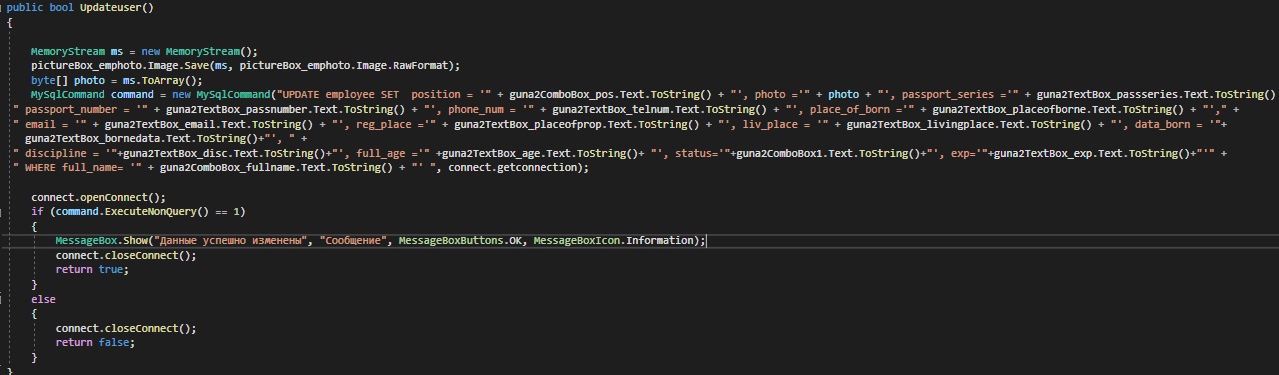 public bool Updateuser()
{
MemoryStream ms = new MemoryStream();
pictureBox_emphoto.Image.Save(ms, pictureBox_emphoto.Image.RawFormat);
byte[] photo = ms.ToArray();
MySqlCommand command = new MySqlCommand("UPDATE employee SET  position = '" + guna2ComboBox_pos.Text.ToString() + "', photo ='" + photo + "', passport_series ='" + guna2TextBox_passseries.Text.ToString()
" passport_number = '" + guna2TextBox_passnumber.Text.ToString() + "', phone_num = '" + guna2TextBox_telnum.Text.ToString() + "', place_of_born ='" + guna2TextBox_placeofborne.Text.ToString() + "'," +
" email = '" + guna2TextBox_email.Text.ToString() + "', reg_place ='" + guna2TextBox_placeofprop.Text.ToString() + "', liv_place = '" + guna2TextBox_livingplace.Text.ToString() + "', data_born = '"+
guna2TextBox_bornedata.Text.ToString()+"', " +
" discipline = '"+guna2TextBox_disc.Text.ToString()+"', full_age ='" +guna2TextBox_age.Text.ToString()+ "', status='"+guna2ComboBox1.Text.ToString()+"', exp='"+guna2TextBox_exp.Text.ToString()+"'" +
" WHERE full_name= '" + guna2ComboBox_fullname.Text.ToString() + "' ", connect.getconnection);
connect.openConnect();
if (command.ExecuteNonQuery() == 1)
{
MessageBox.Show("Данные успешно изменены", "Сообщение", MessageBoxButtons.OK, MessageBoxIcon.Information);
connect.closeConnect();
return true;
}
else
{
connect.closeConnect();
return false;
}
}